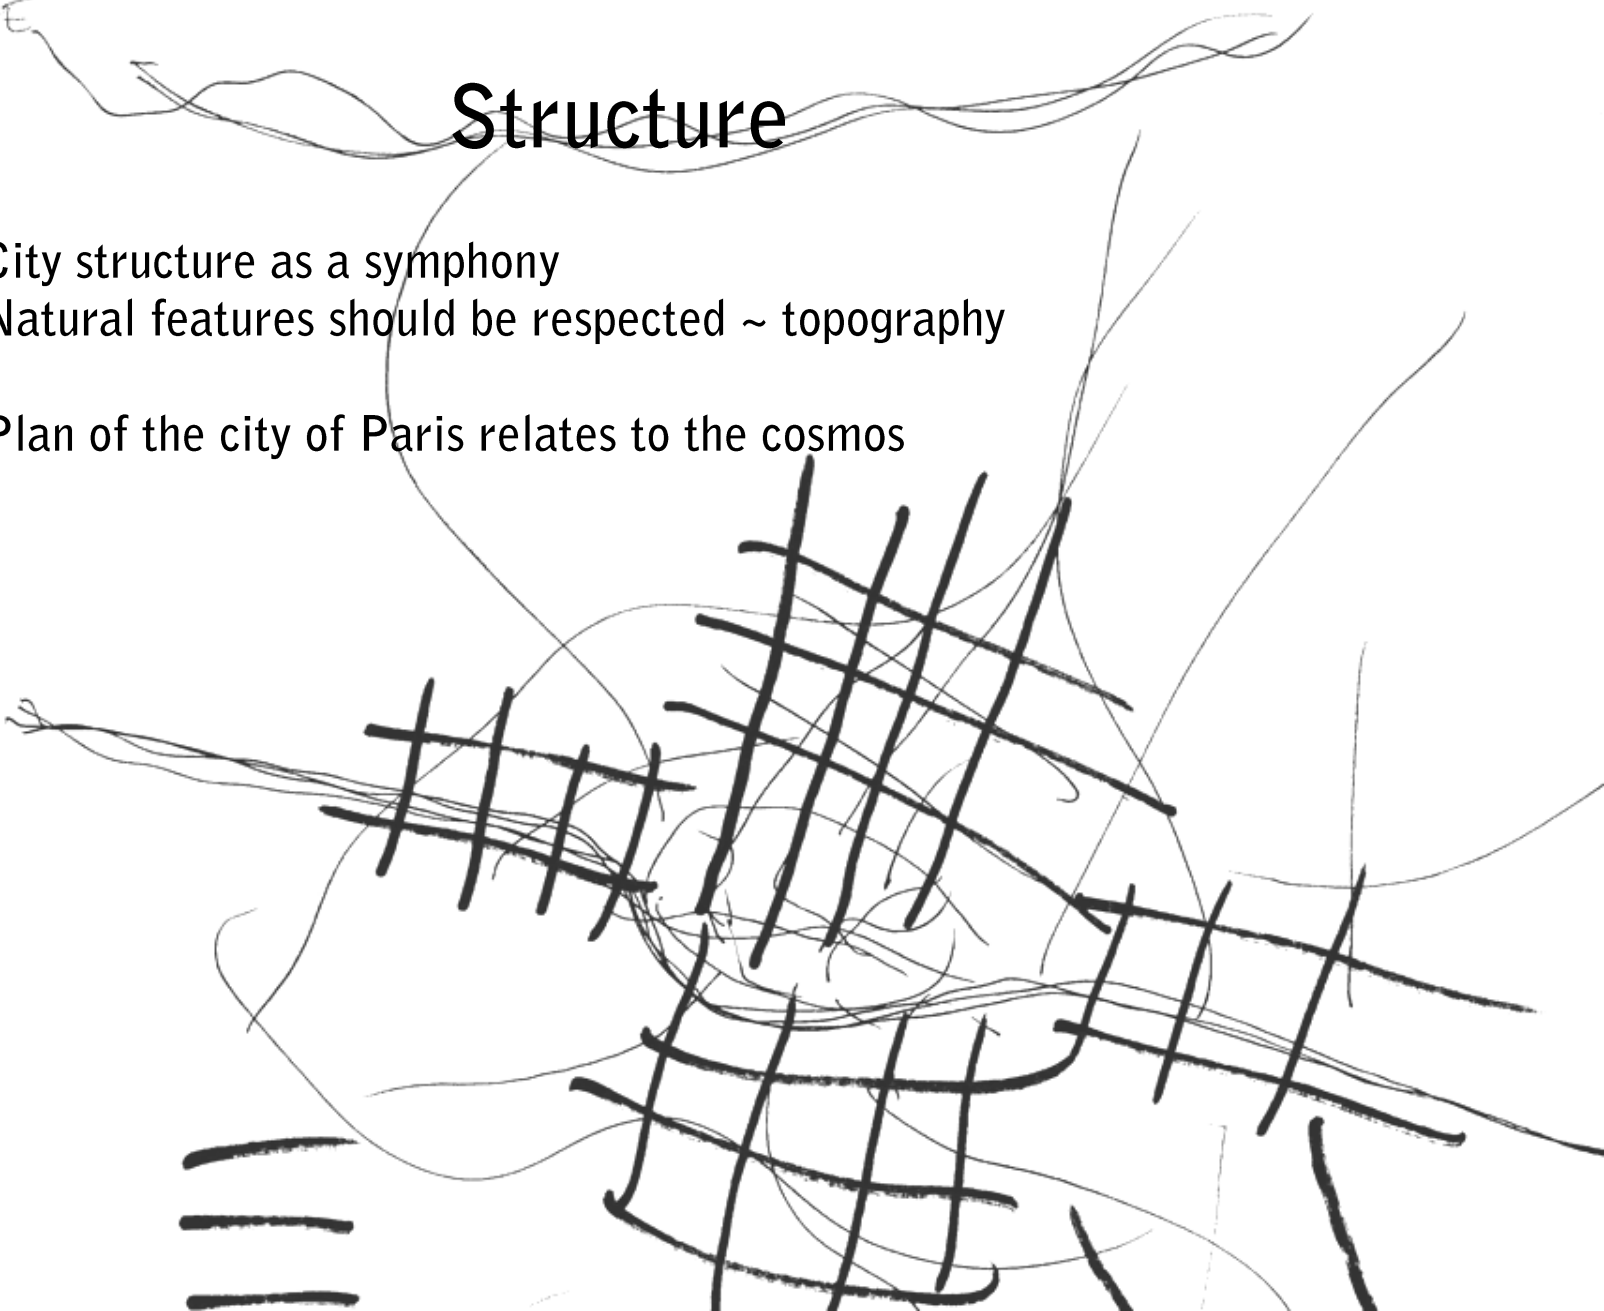 Structure
City structure as a symphony
Natural features should be respected ~ topography
Plan of the city of Paris relates to the cosmos